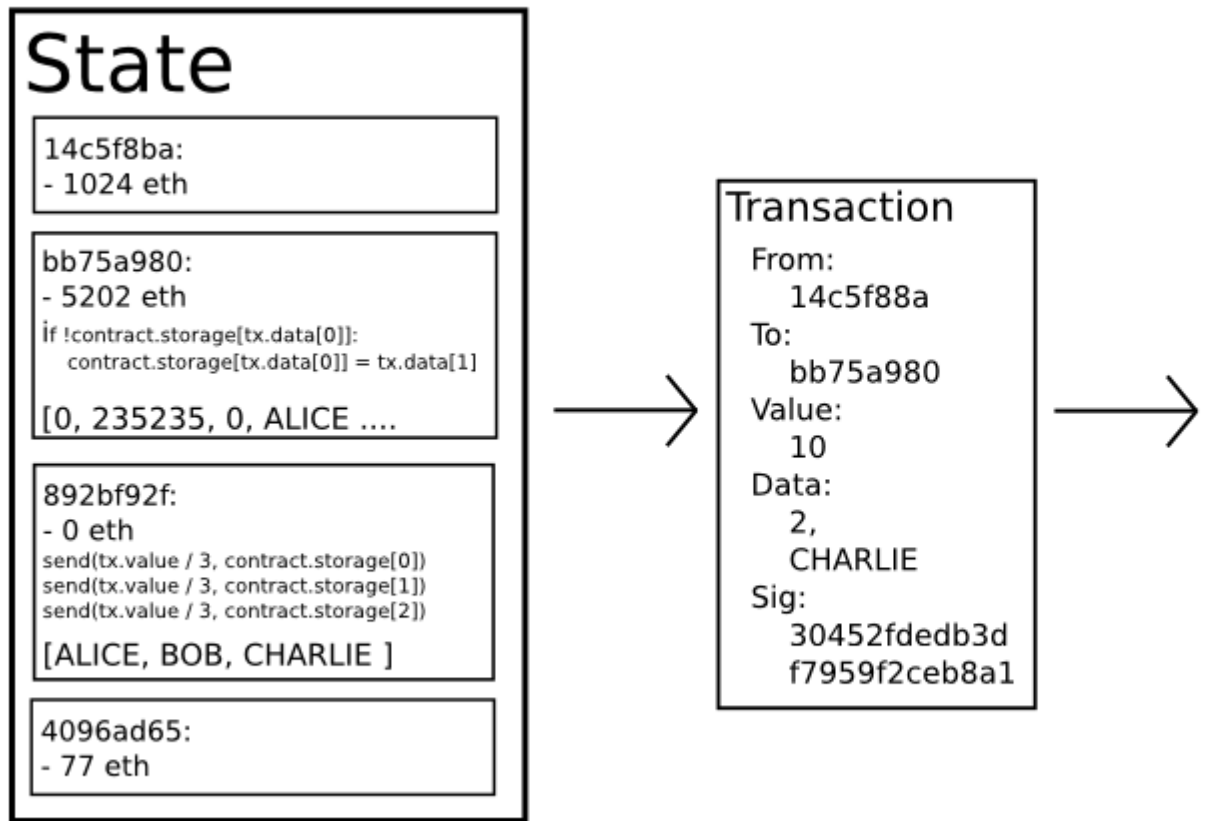 State
14c5f8ba:
- 1024 eth
bb75a980:
- 5202 eth
if !contract.storage[tx.data[0]]:
contract.storage[tx.data[0]] = tx.data[1]
[0, 235235, 0, ALICE ....
892bf92f:
- 0 eth
send(tx.value / 3, contract.storage[0])
send(tx.value / 3, contract.storage[1])
send(tx.value / 3, contract.storage[2])
[ALICE, BOB, CHARLIE ]
4096ad65:
- 77 eth
Transaction
From:
14c5f88a
To:
bb75a980
Value:
10
Data:
2,
CHARLIE
Sig:
30452fdedb3d
f7959f2ceb8a1